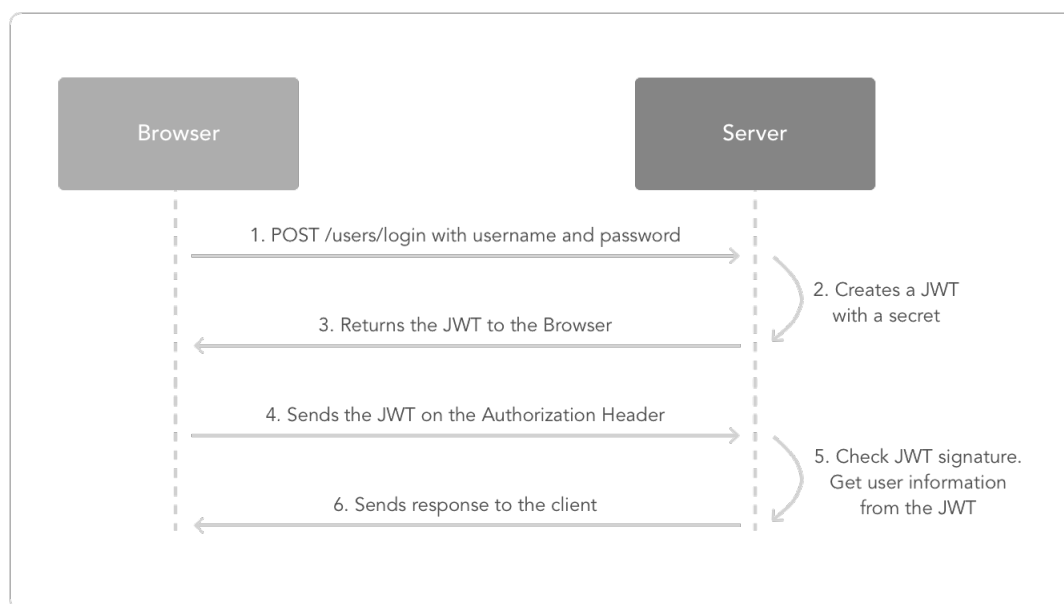 Browser
Server
1. POST /users/login with username and password
2. Creates a JWT
with a secret
3. Returns the JWT to the Browser
4. Sends the JWT on the Authorization Header
5. Check JWT signature.
Get user information
from the JWT
6. Sends response to the client